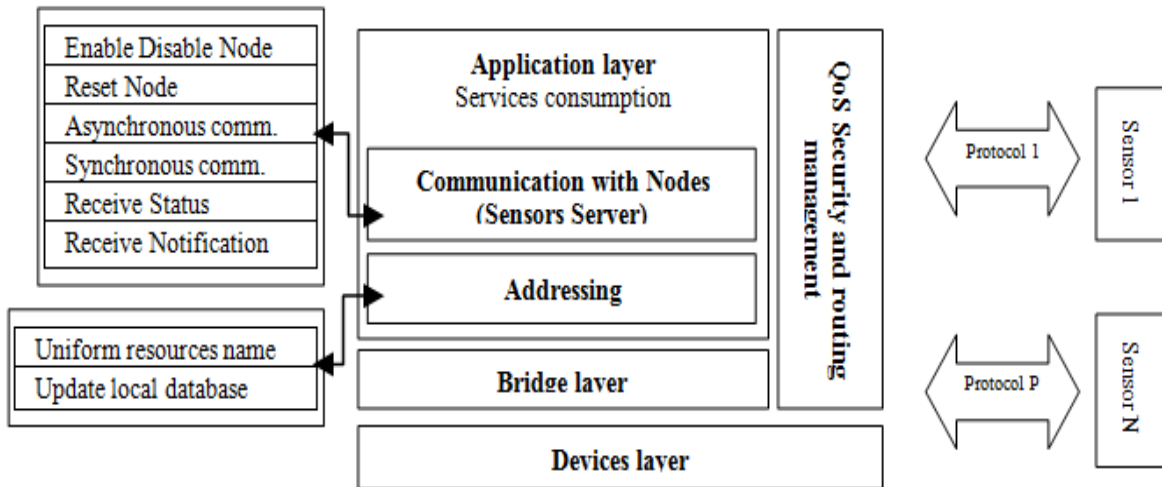 Enable Disable Node
Reset Node
Asynchronous comm.
Synchronous comm.
Receive Status
Receive Notification
Uniform resources name
Update local database
Application layer
Services consumption
Communication with Nodes
(Sensors Server)
Addressing
Bridge layer
Devices layer
QoS Security and routing
management
Protocol 1
Sensor 1
Protocol P
Sensor N